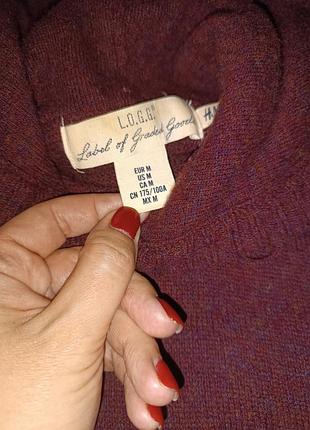 L.O.G.G.®
Label of Graded Goods
EUR M
US M
CA M
CN 175/100A
MX M